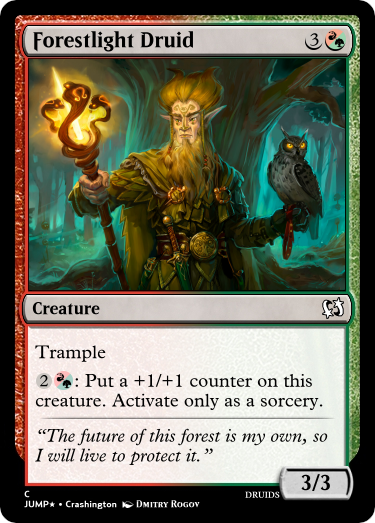 Forestlight Druid 3
Creature
Trample
2 : Put a +1/+1 counter on this
creature. Activate only as a sorcery.
“The future of this forest is my own, so
I will live to protect it.”
3/3
C
DRUIDS
JUMP★ • Crashington Dmitry Rogov